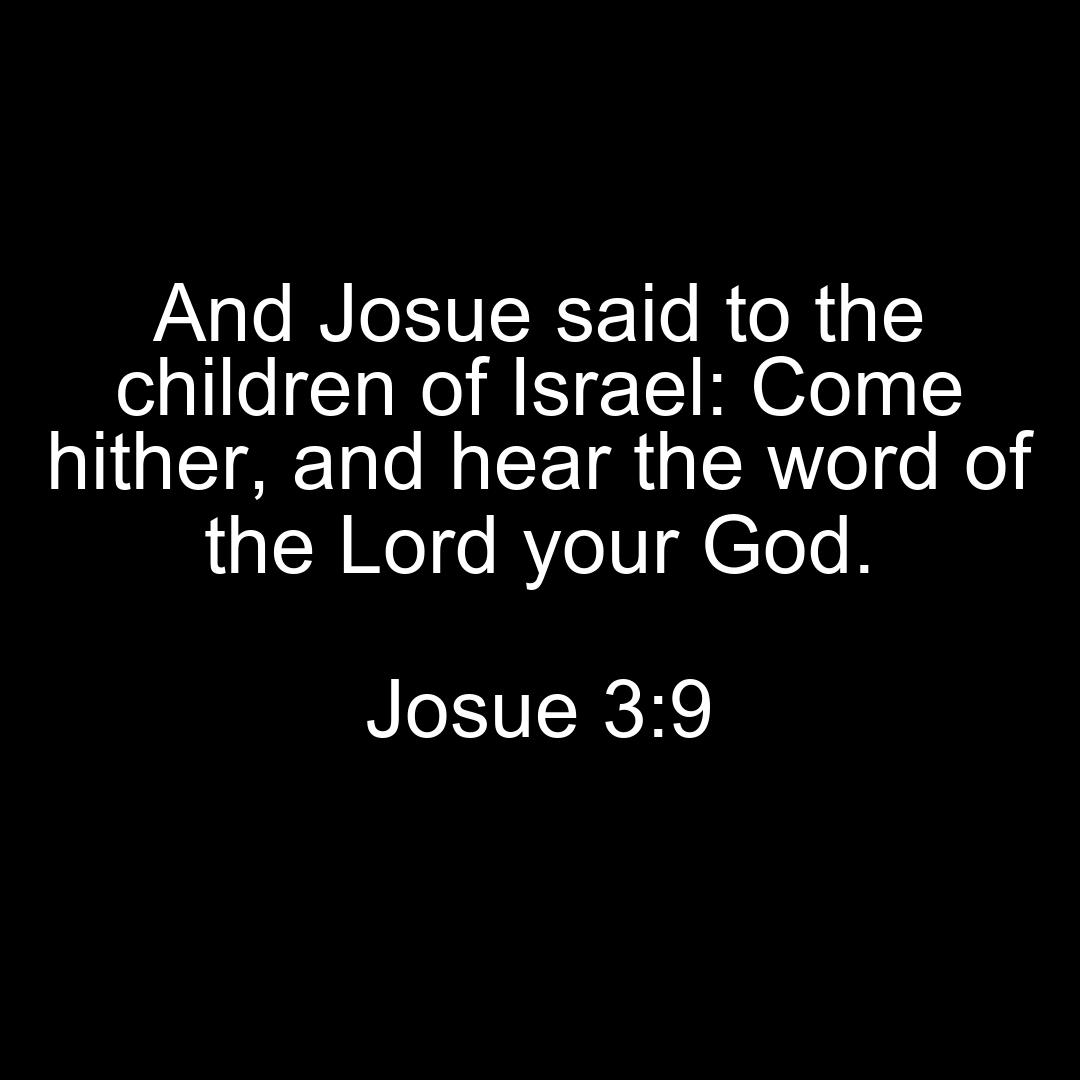 And Josue said to the
children of Israel: Come
hither, and hear the word of
the Lord your God.
Josue 3:9